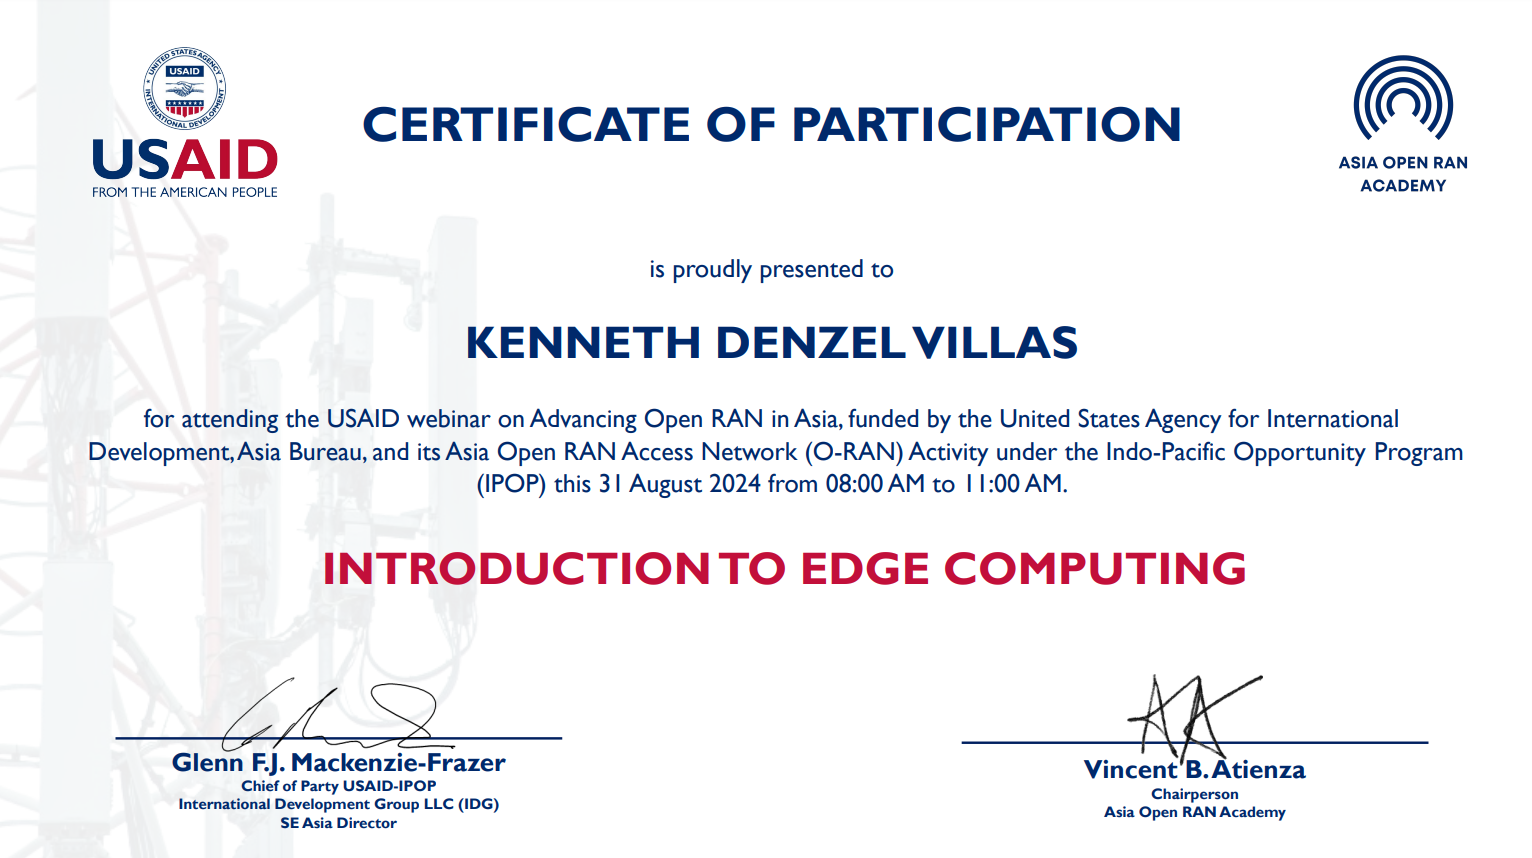 UNITED STATES AGENCY
USAID
INTERNATIONAL DEVELOPMENT
USAID
FROM THE AMERICAN PEOPLE
CERTIFICATE OF PARTICIPATION
ASIA OPEN RAN
ACADEMY
is proudly presented to
KENNETH DENZEL VILLAS
for attending the USAID webinar on Advancing Open RAN in Asia, funded by the United States Agency for International
Development, Asia Bureau, and its Asia Open RAN Access Network (O-RAN) Activity under the Indo-Pacific Opportunity Program
(IPOP) this 31 August 2024 from 08:00 AM to 11:00 AM.
INTRODUCTION TO EDGE COMPUTING
Glenn F.J. Mackenzie-Frazer
Chief of Party USAID-IPOP
International Development Group LLC (IDG)
SE Asia Director
Vincent B. Atienza
Chairperson
Asia Open RAN Academy